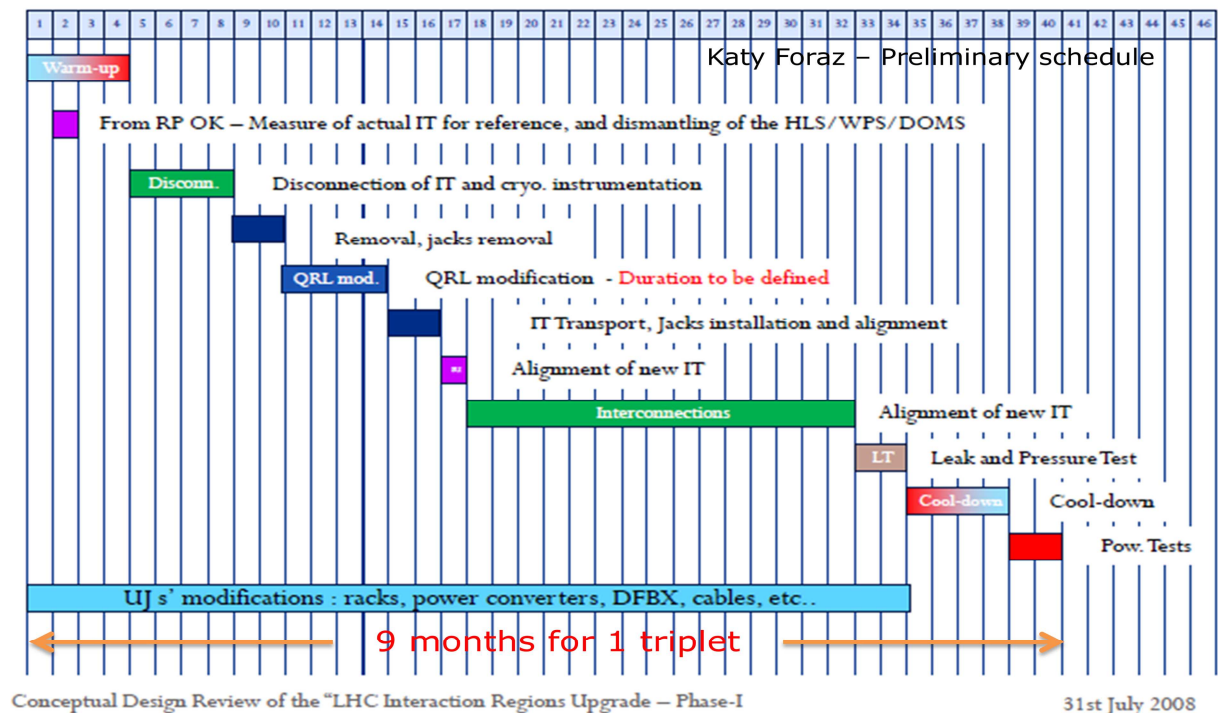 1 2 3 4 5 6 7 8 9 10 11 12 13 14 15 16 17 18 19 20 21 22 23 24 25 26 27 28 29 30 31 32 33 34 35 36 37 38 39 40 41 42 43 44 45 46
Katy Foraz – Preliminary schedule
Warm-up
From RP OK – Measure of actual IT for reference, and dismantling of the HLS/WPS/DOMS
Disconn. Disconnection of IT and cryo. instrumentation
Removal, jacks removal
QRL mod. QRL modification - Duration to be defined
IT Transport, Jacks installation and alignment
Alignment of new IT
Interconnections Alignment of new IT
LT Leak and Pressure Test
Cool-down Cool-down
Pow. Tests
UJ s' modifications : racks, power converters, DFBX, cables, etc..
9 months for 1 triplet
Conceptual Design Review of the “LHC Interaction Regions Upgrade – Phase-I 31st July 2008